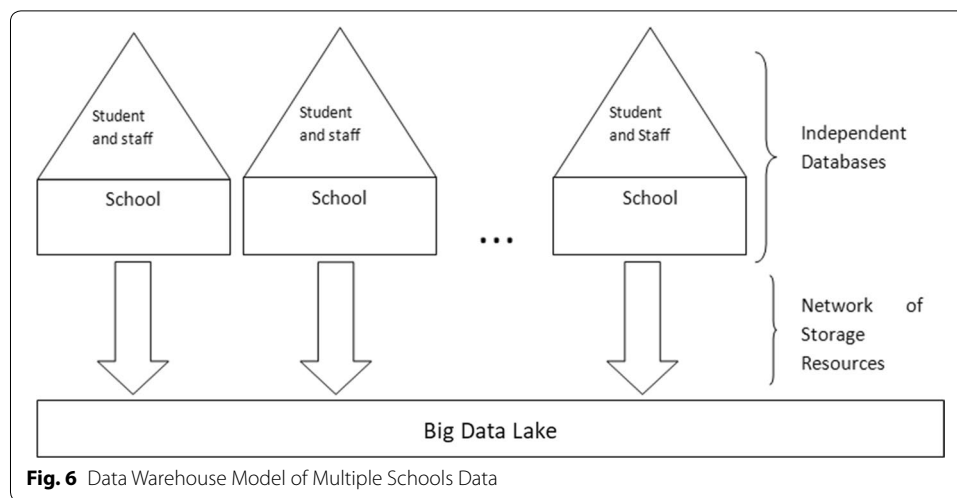 Student
and staff
Student
and staff
Student
and Staff
Independent
Databases
School
School
School
...
Network of
Storage
Resources
Big Data Lake
Fig. 6 Data Warehouse Model of Multiple Schools Data